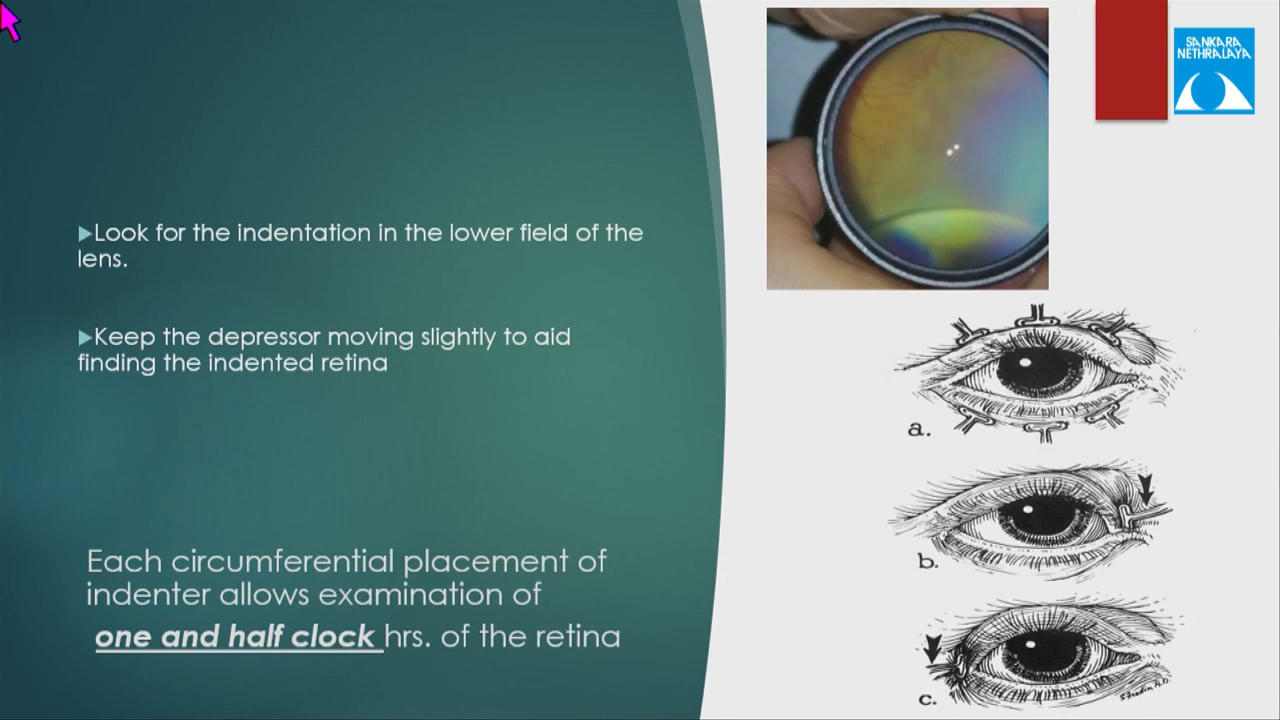 SANKARA
NETHRALAYA
Look for the indentation in the lower field of the
lens.
Keep the depressor moving slightly to aid
finding the indented retina
Each circumferential placement of
indenter allows examination of
one and half clock hrs. of the retina
a.
b.
c.